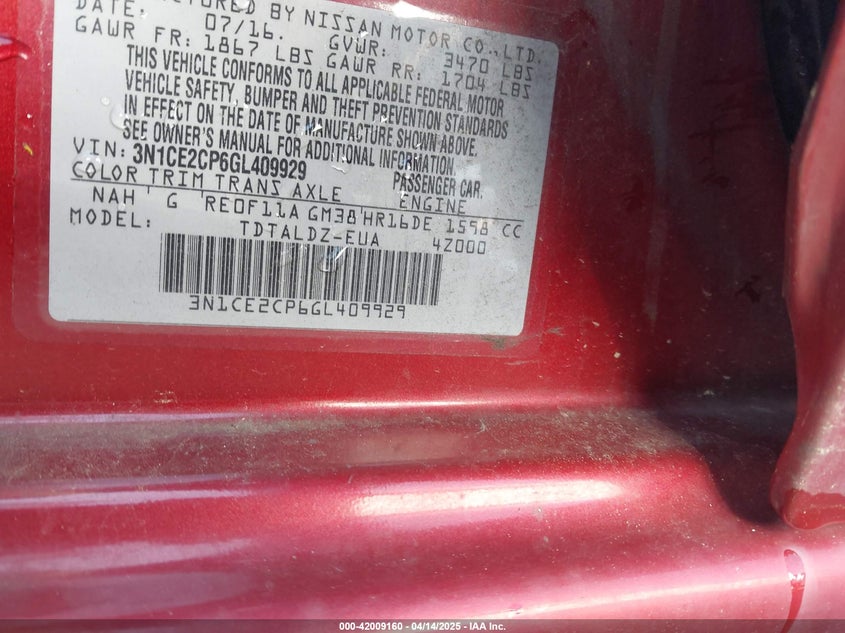 BY NISSAN MOTOR CO., LTD.
DATE: 07/16. GVWR: 3470 LBS
GAWR FR: 1867 LBS GAWR RR: 1704 LBS
THIS VEHICLE CONFORMS TO ALL APPLICABLE FEDERAL MOTOR
VEHICLE SAFETY, BUMPER AND THEFT PREVENTION STANDARDS
IN EFFECT ON THE DATE OF MANUFACTURE SHOWN ABOVE.
SEE OWNER'S MANUAL FOR ADDITIONAL INFORMATION.
VIN: 3N1CE2CP6GL409929 PASSENGER CAR.
COLOR TRIM TRANS AXLE ENGINE
NAH ' G RE0F11A GM38 HR16DE 1598 CC
MODEL: TDTALDZ-EUA 4Z000
3N1CE2CP6GL409929
000-42009160 - 04/14/2025 - IAA Inc.